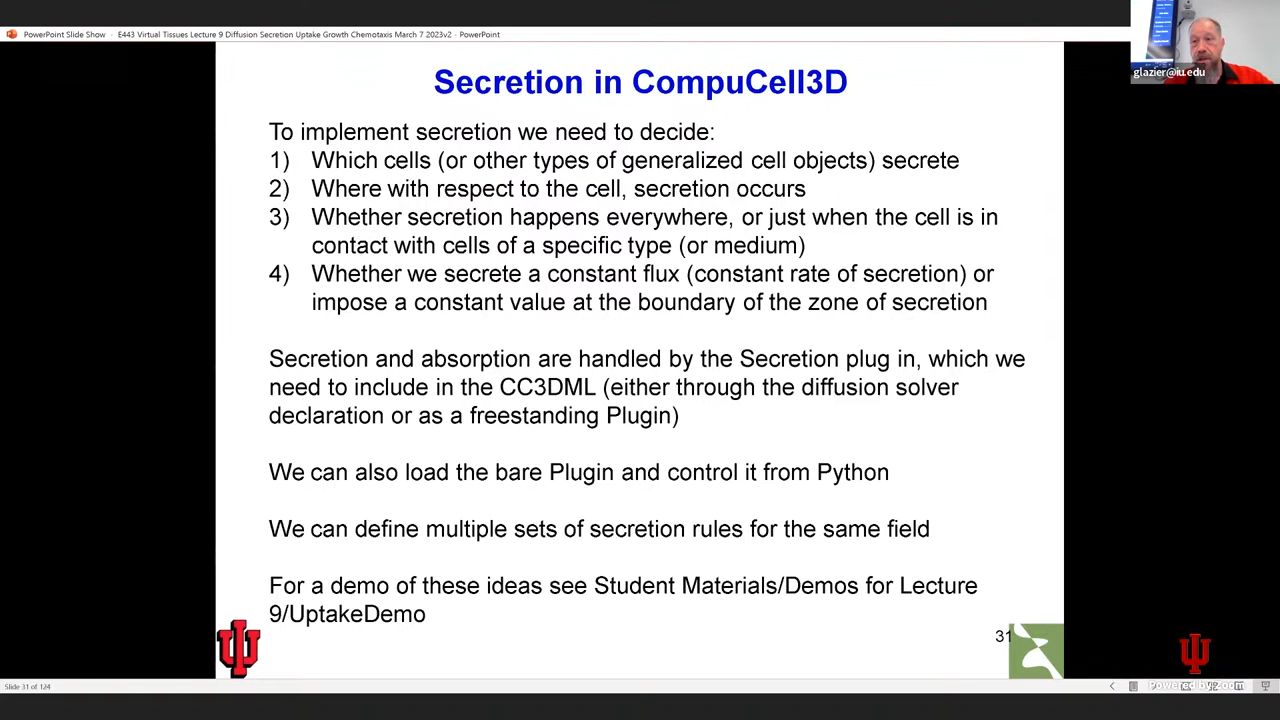 PowerPoint Slide Show - E443 Virtual Tissues Lecture 9 Diffusion Secretion Uptake Growth Chemotaxis March 7 2023v2 - PowerPoint
glazier@iu.edu
Secretion in CompuCell3D
To implement secretion we need to decide:
1) Which cells (or other types of generalized cell objects) secrete
2) Where with respect to the cell, secretion occurs
3) Whether secretion happens everywhere, or just when the cell is in
contact with cells of a specific type (or medium)
4) Whether we secrete a constant flux (constant rate of secretion) or
impose a constant value at the boundary of the zone of secretion
Secretion and absorption are handled by the Secretion plug in, which we
need to include in the CC3DML (either through the diffusion solver
declaration or as a freestanding Plugin)
We can also load the bare Plugin and control it from Python
We can define multiple sets of secretion rules for the same field
For a demo of these ideas see Student Materials/Demos for Lecture
9/UptakeDemo
31
Slide 31 of 124
Powered by Zoom